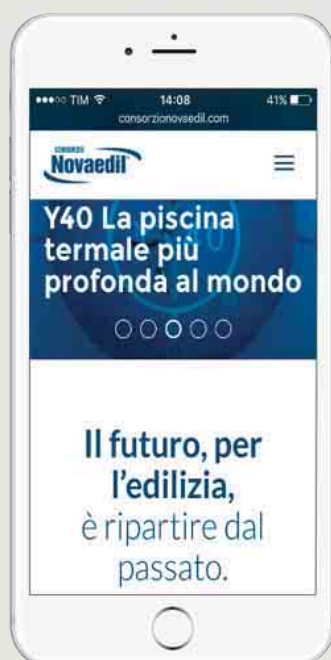 TIM 14:08 41%
consorzionovaedil.com
CONSORZIO
Novaedil
Y40 La piscina
termale più
profonda al mondo
Il futuro, per
l'edilizia,
è ripartire dal
passato.